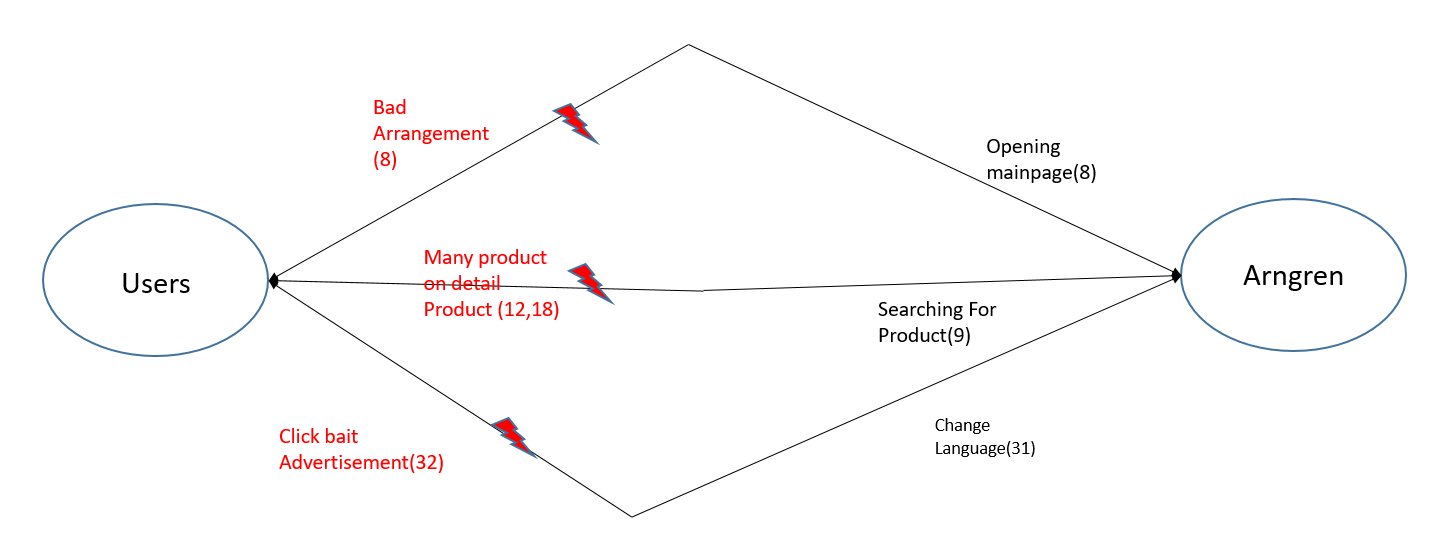 Bad
Arrangement
(8)
Opening
mainpage(8)
Users
Many product
on detail
Product (12,18)
Arngren
Searching For
Product(9)
Click bait
Advertisement(32)
Change
Language(31)